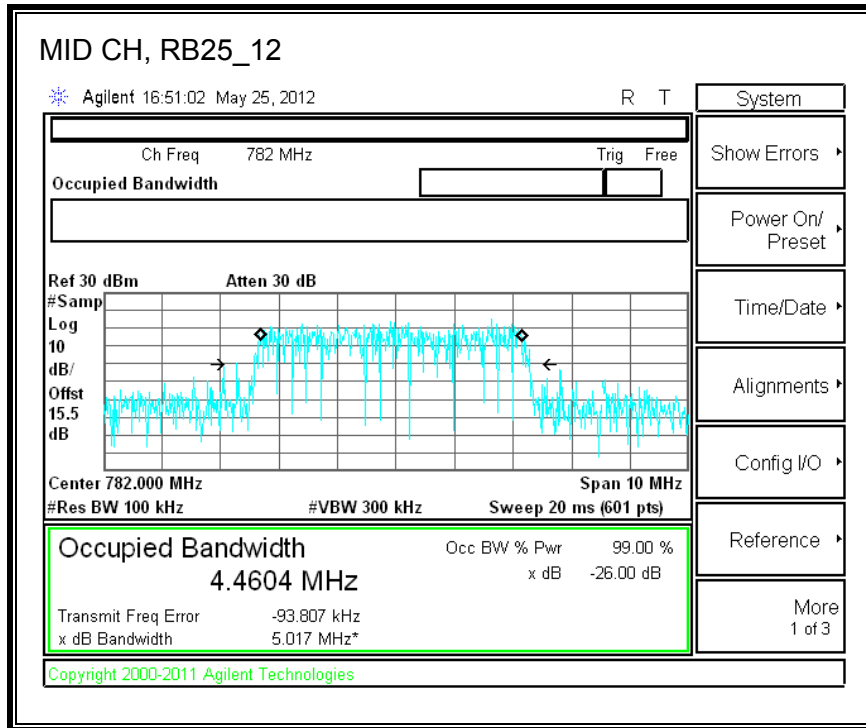 MID CH, RB25_12
Agilent 16:51:02 May 25, 2012 R T
System
Ch Freq 782 MHz Trig Free
Occupied Bandwidth
Show Errors
Power On/
Preset
Time/Date
Alignments
Config I/O
Reference
More
1 of 3
Ref 30 dBm Atten 30 dB
#Samp
Log
10
dB/
Offst
15.5
dB
Center 782.000 MHz Span 10 MHz
#Res BW 100 kHz #VBW 300 kHz Sweep 20 ms (601 pts)
Occupied Bandwidth Occ BW % Pwr 99.00 %
4.4604 MHz x dB -26.00 dB
Transmit Freq Error -93.807 kHz
x dB Bandwidth 5.017 MHz*
Copyright 2000-2011 Agilent Technologies